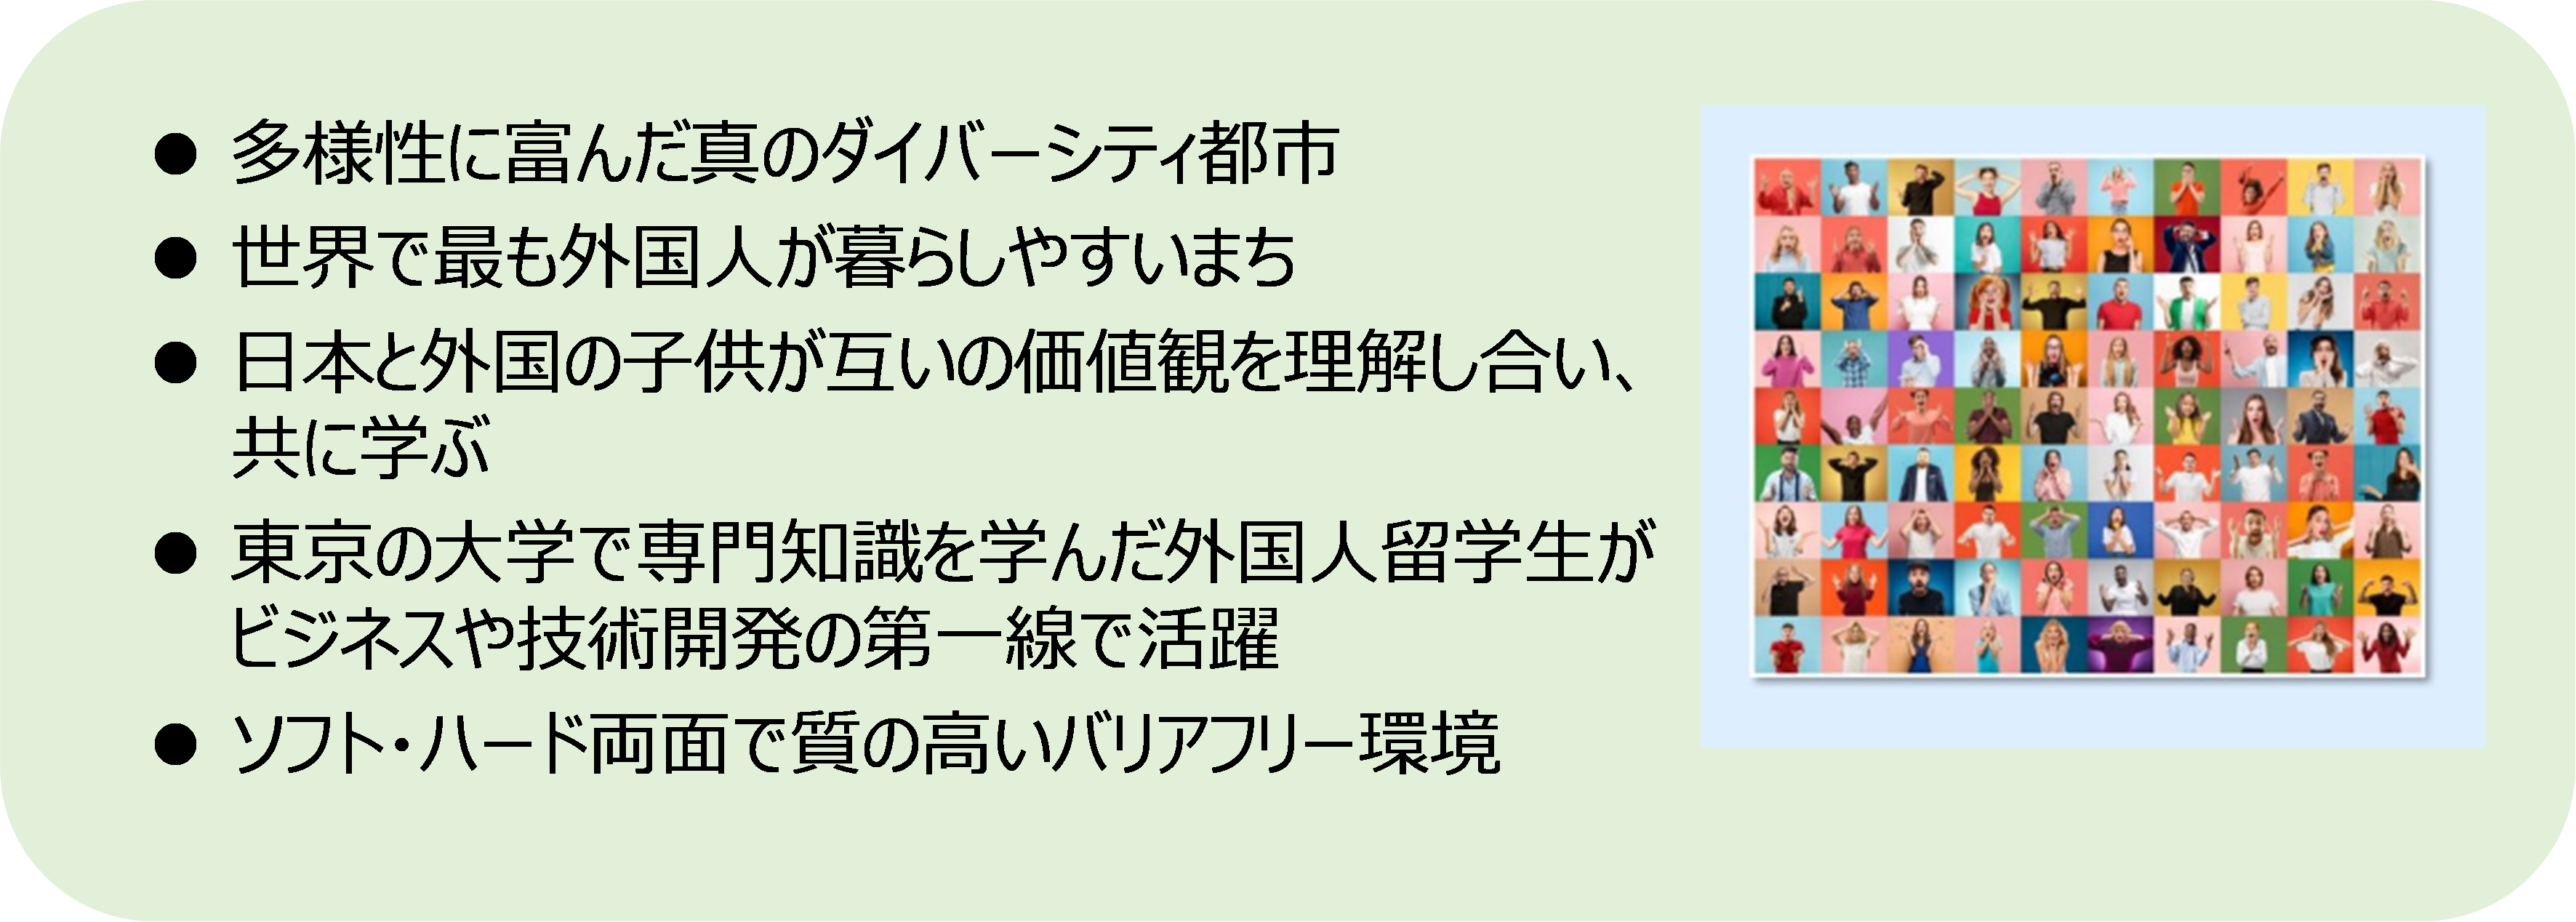 ● 多様性に富んだ真のダイバーシティ都市
● 世界で最も外国人が暮らしやすいまち
● 日本と外国の子供が互いの価値観を理解し合い、
共に学ぶ
● 東京の大学で専門知識を学んだ外国人留学生が
ビジネスや技術開発の第一線で活躍
● ソフト・ハード両面で質の高いバリアフリー環境